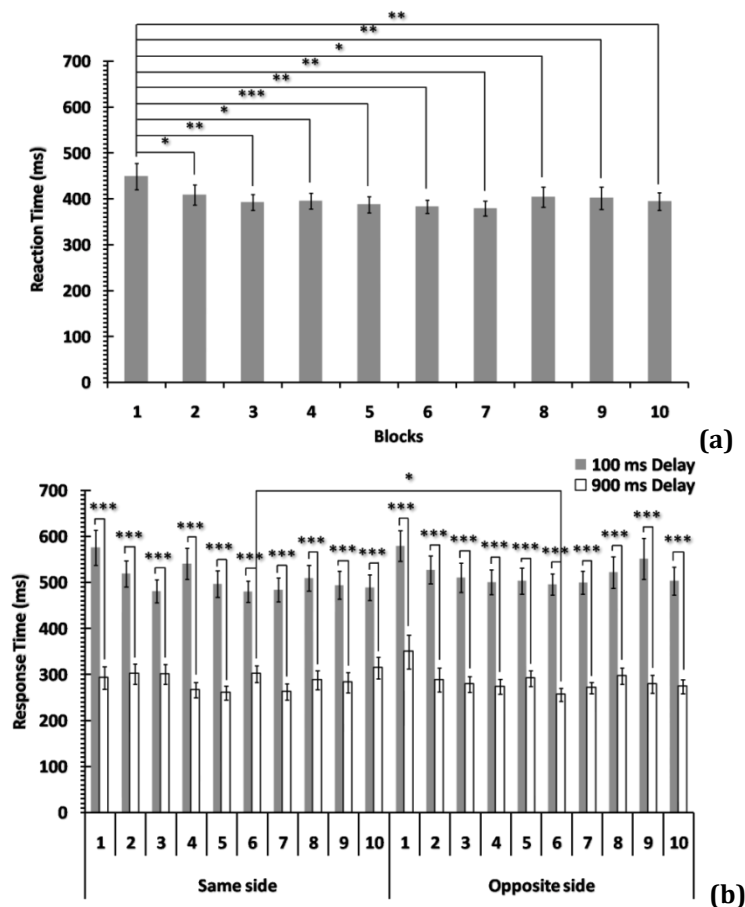 **
**
*
**
**
***
*
**
*
Reaction Time (ms)
700
600
500
400
300
200
100
0
1 2 3 4 5 6 7 8 9 10
Blocks
(a)
100 ms Delay
900 ms Delay
*
*** *** *** *** *** *** *** *** *** *** *** *** *** *** *** *** *** *** *** ***
Response Time (ms)
700
600
500
400
300
200
100
0
1 2 3 4 5 6 7 8 9 10 1 2 3 4 5 6 7 8 9 10
Same side Opposite side
(b)